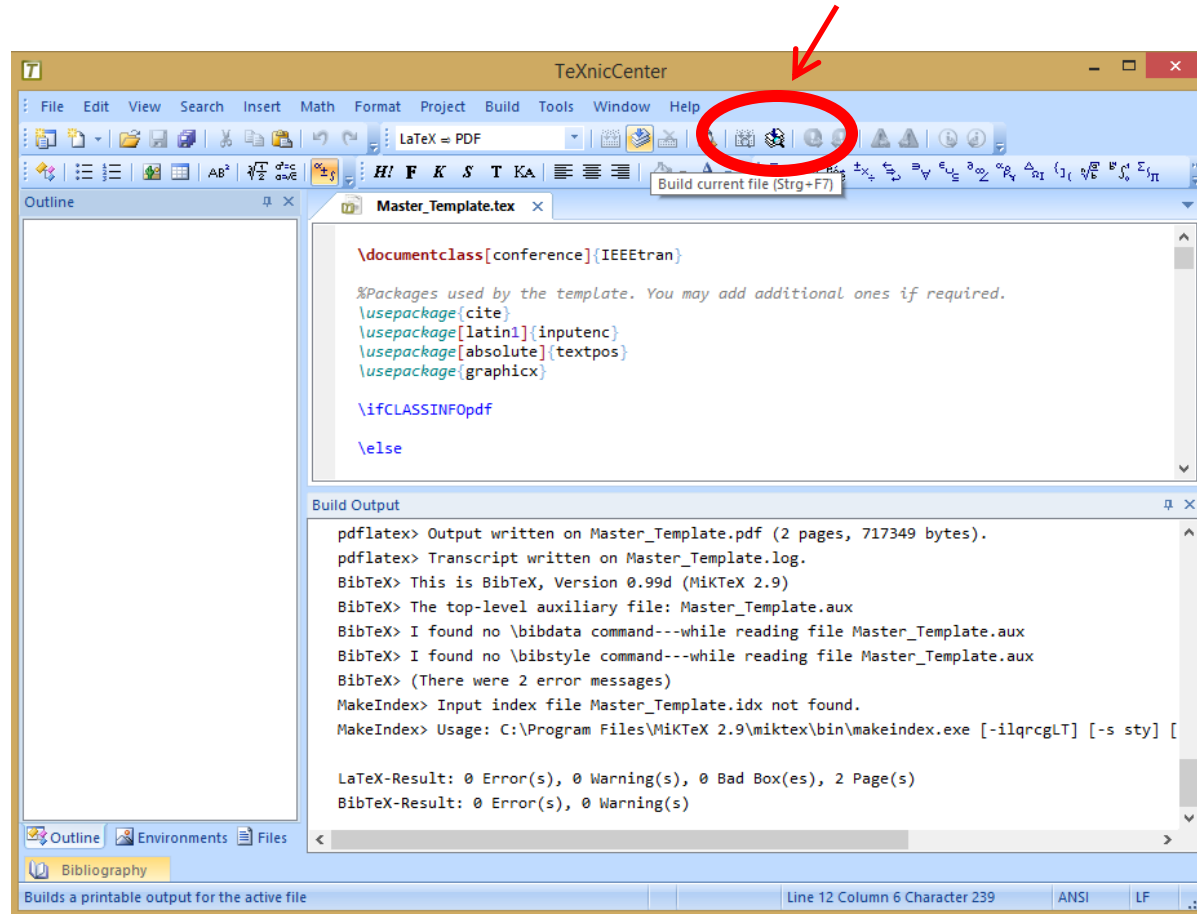 TeXnicCenter
File Edit View Search Insert Math Format Project Build Tools Window Help
LaTeX ⇒ PDF
AB²
H! F K S T KA
Build current file (Strg+F7)
Outline
Master_Template.tex
\documentclass[conference]{IEEEtran}
%Packages used by the template. You may add additional ones if required.
\usepackage{cite}
\usepackage[latin1]{inputenc}
\usepackage[absolute]{textpos}
\usepackage{graphicx}
\ifCLASSINFOpdf
\else
Build Output
pdflatex> Output written on Master_Template.pdf (2 pages, 717349 bytes).
pdflatex> Transcript written on Master_Template.log.
BibTeX> This is BibTeX, Version 0.99d (MiKTeX 2.9)
BibTeX> The top-level auxiliary file: Master_Template.aux
BibTeX> I found no \bibdata command---while reading file Master_Template.aux
BibTeX> I found no \bibstyle command---while reading file Master_Template.aux
BibTeX> (There were 2 error messages)
MakeIndex> Input index file Master_Template.idx not found.
MakeIndex> Usage: C:\Program Files\MiKTeX 2.9\miktex\bin\makeindex.exe [-ilqrcgLT] [-s sty] [
LaTeX-Result: 0 Error(s), 0 Warning(s), 0 Bad Box(es), 2 Page(s)
BibTeX-Result: 0 Error(s), 0 Warning(s)
Outline Environments Files
Bibliography
Builds a printable output for the active file
Line 12 Column 6 Character 239 ANSI LF